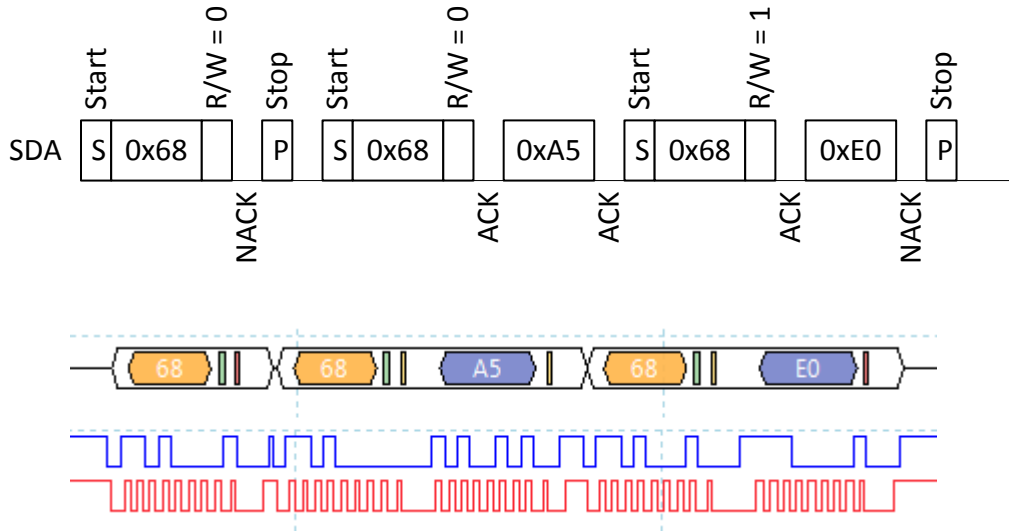 Start R/W = 0 Stop Start R/W = 0 Start R/W = 1 Stop
SDA S 0x68 P S 0x68 0xA5 S 0x68 0xE0 P
NACK ACK ACK ACK NACK
68 68 A5 68 E0